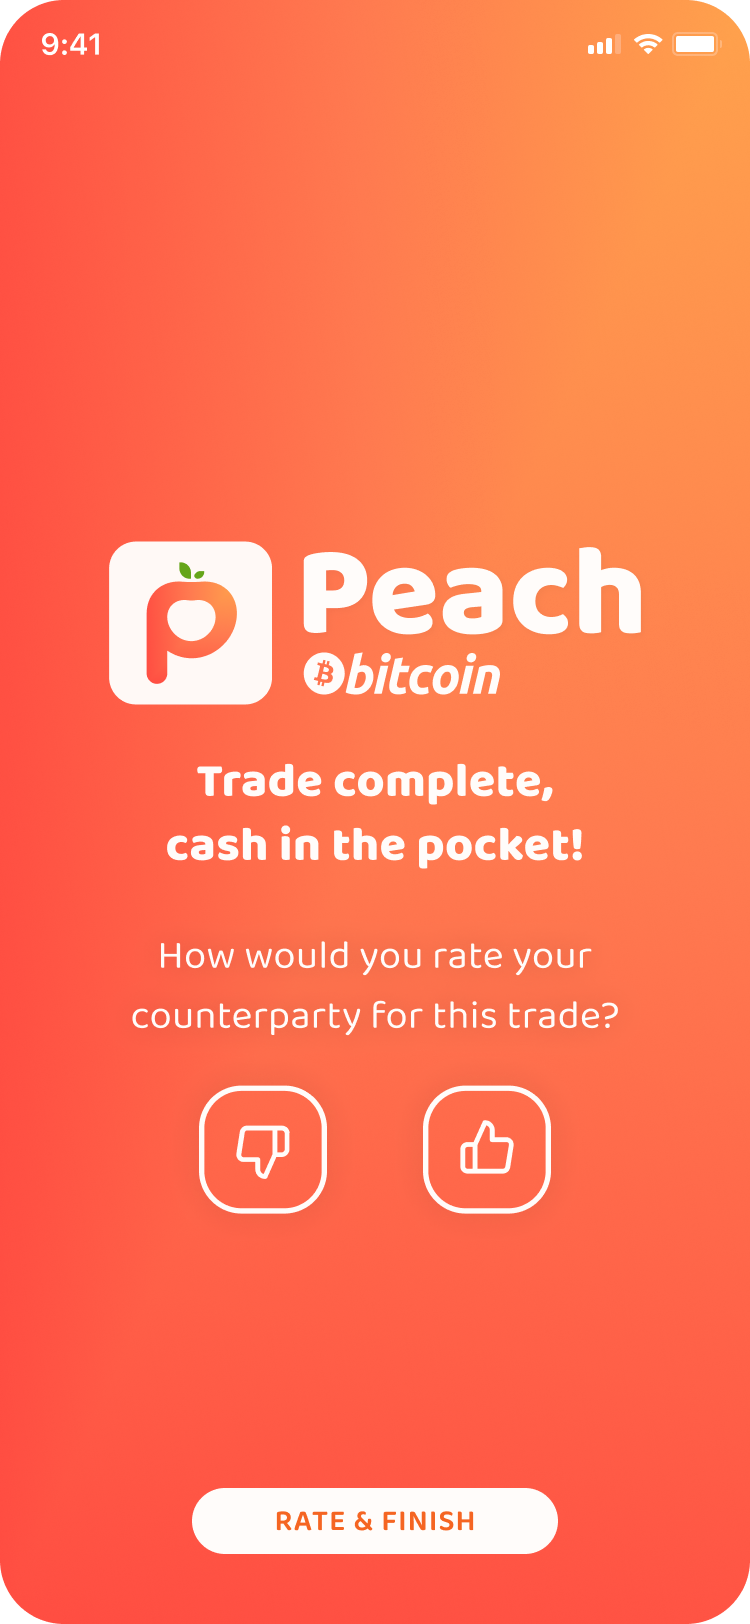 9:41
Peach
bitcoin
Trade complete,
cash in the pocket!
How would you rate your
counterparty for this trade?
RATE & FINISH